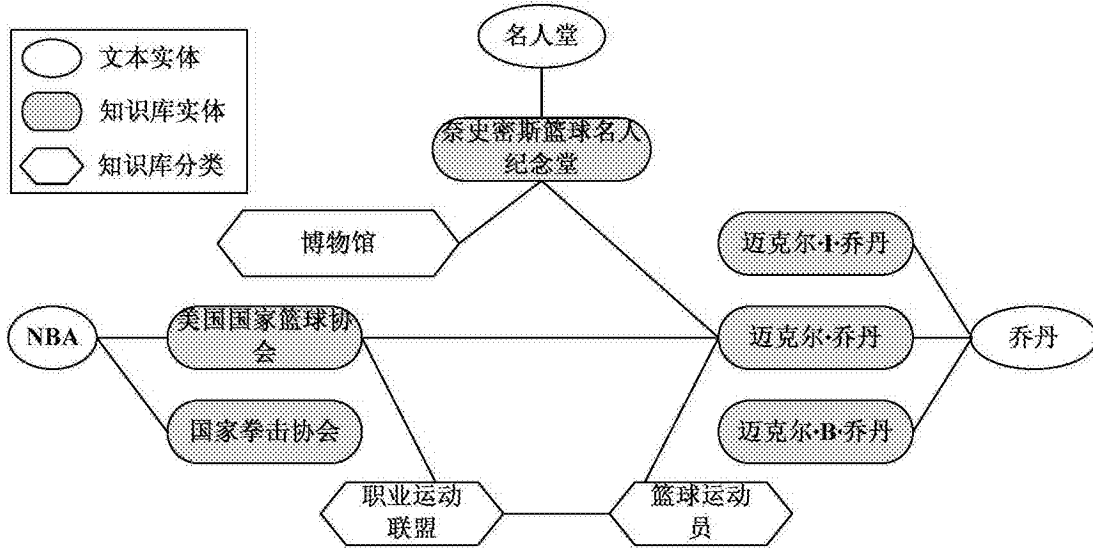 名人堂
文本实体
知识库实体
知识库分类
奈史密斯篮球名人
纪念堂
博物馆
迈克尔·I·乔丹
NBA
美国国家篮球协
会
迈克尔·乔丹
乔丹
国家拳击协会
迈克尔·B·乔丹
职业运动
联盟
篮球运动
员